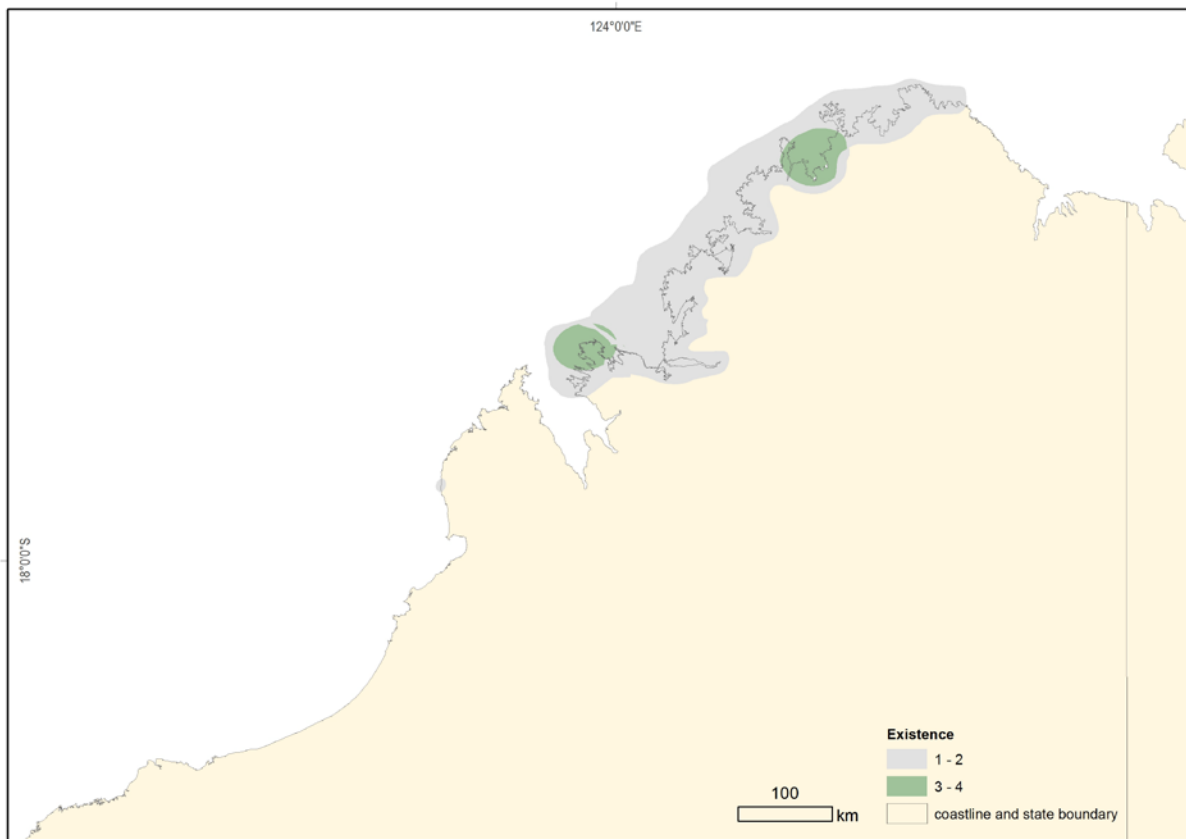 124°0'0"E
18°0'0"S
Existence
1 - 2
3 - 4
coastline and state boundary
100
km